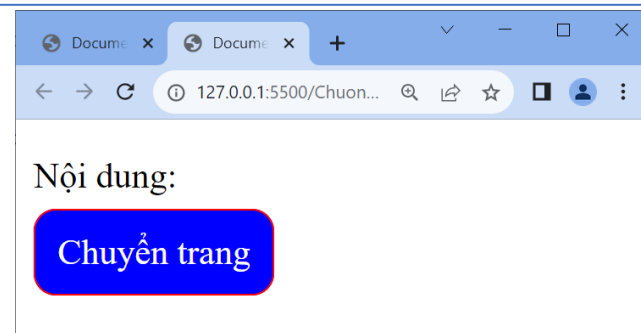 Docume
Docume
127.0.0.1:5500/Chuon...
Nội dung:
Chuyển trang